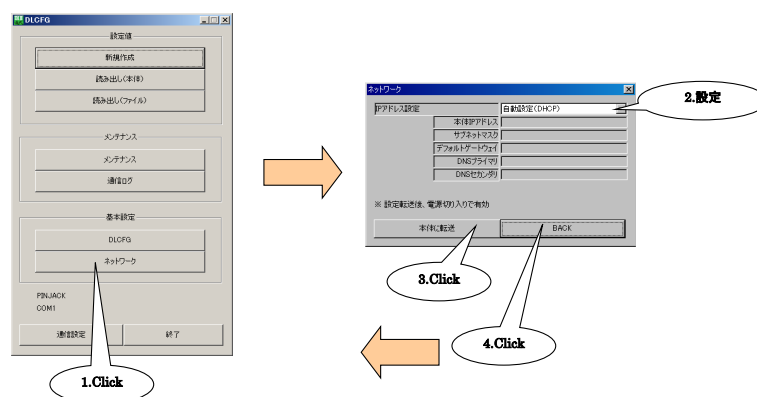 DLCFG
設定値
新規作成
読み出し(本体)
読み出し(ファイル)
メンテナンス
メンテナンス
通信ログ
基本設定
DLCFG
ネットワーク
PINJACK
COM1
通信設定
終了
1.Click
ネットワーク
IPアドレス設定
自動設定(DHCP)
本体IPアドレス
サブネットマスク
デフォルトゲートウェイ
DNSプライマリ
DNSセカンダリ
※ 設定転送後、電源切り入りで有効
本体に転送
BACK
2.設定
3.Click
4.Click